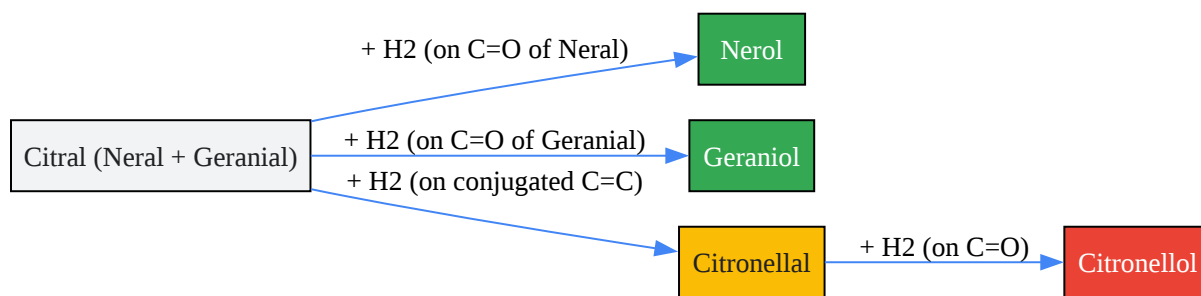 + H2 (on C=O of Neral)
Nerol
Citral (Neral + Geranial)
+ H2 (on C=O of Geranial)
Geraniol
+ H2 (on conjugated C=C)
Citronellal
+ H2 (on C=O)
Citronellol